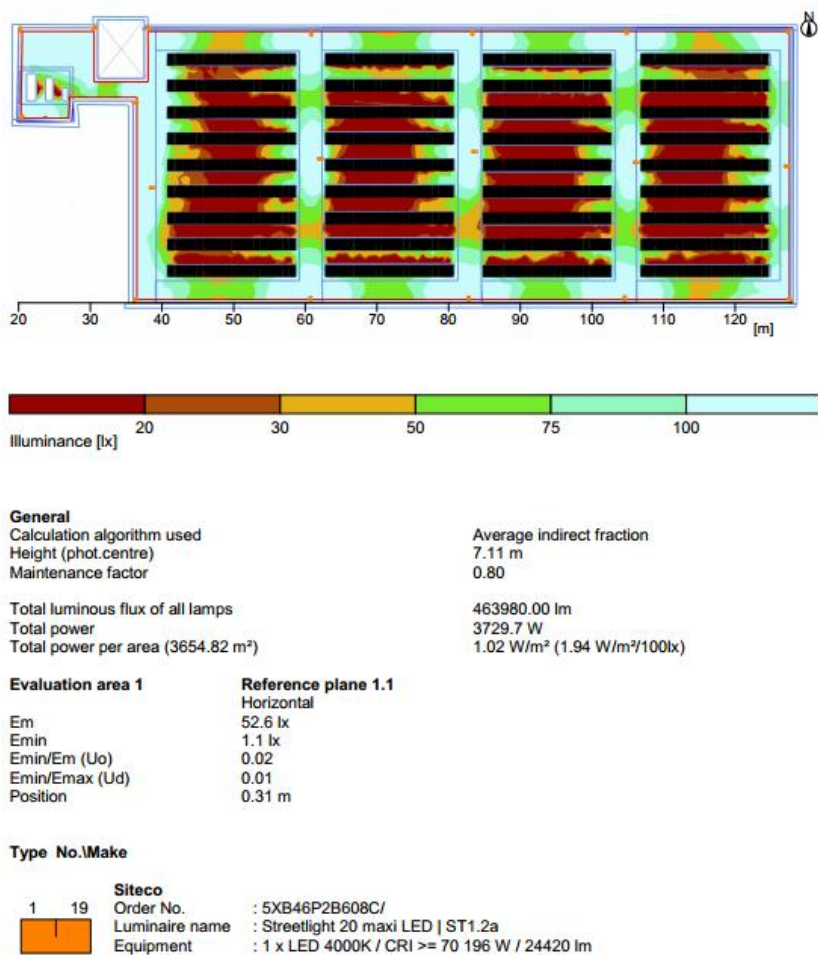 N
20 30 40 50 60 70 80 90 100 110 120
[m]
20 30 50 75 100
Illuminance [lx]
General
Calculation algorithm used Average indirect fraction
Height (phot.centre) 7.11 m
Maintenance factor 0.80
Total luminous flux of all lamps 463980.00 lm
Total power 3729.7 W
Total power per area (3654.82 m²) 1.02 W/m² (1.94 W/m²/100lx)
Evaluation area 1 Reference plane 1.1
Horizontal
Em 52.6 lx
Emin 1.1 lx
Emin/Em (Uo) 0.02
Emin/Emax (Ud) 0.01
Position 0.31 m
Type No.\Make
Siteco
1 19 Order No. : 5XB46P2B608C/
Luminaire name : Streetlight 20 maxi LED | ST1.2a
Equipment : 1 x LED 4000K / CRI >= 70 196 W / 24420 lm